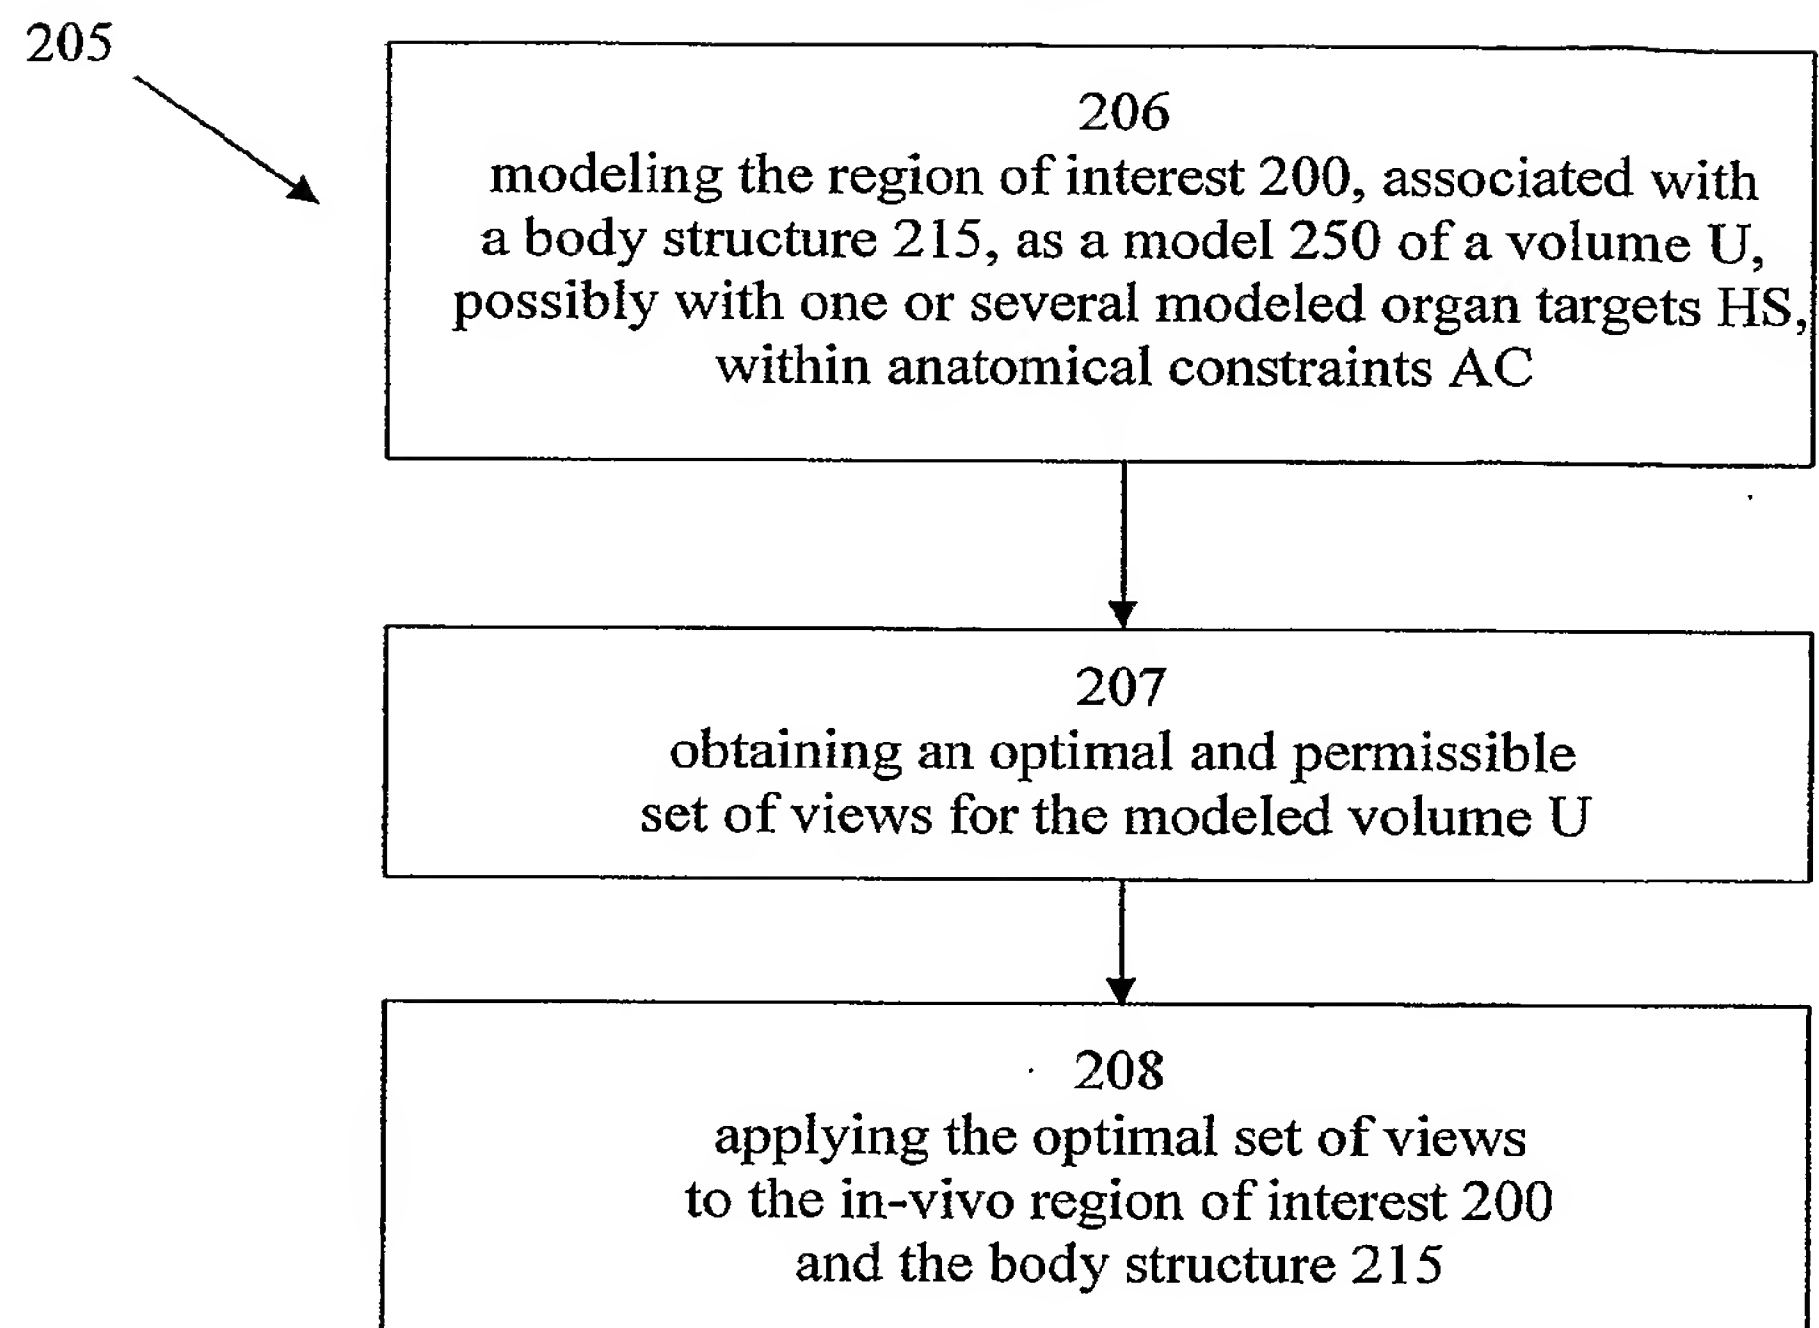 205
206
modeling the region of interest 200, associated with
a body structure 215, as a model 250 of a volume U,
possibly with one or several modeled organ targets HS,
within anatomical constraints AC
207
obtaining an optimal and permissible
set of views for the modeled volume U
208
applying the optimal set of views
to the in-vivo region of interest 200
and the body structure 215